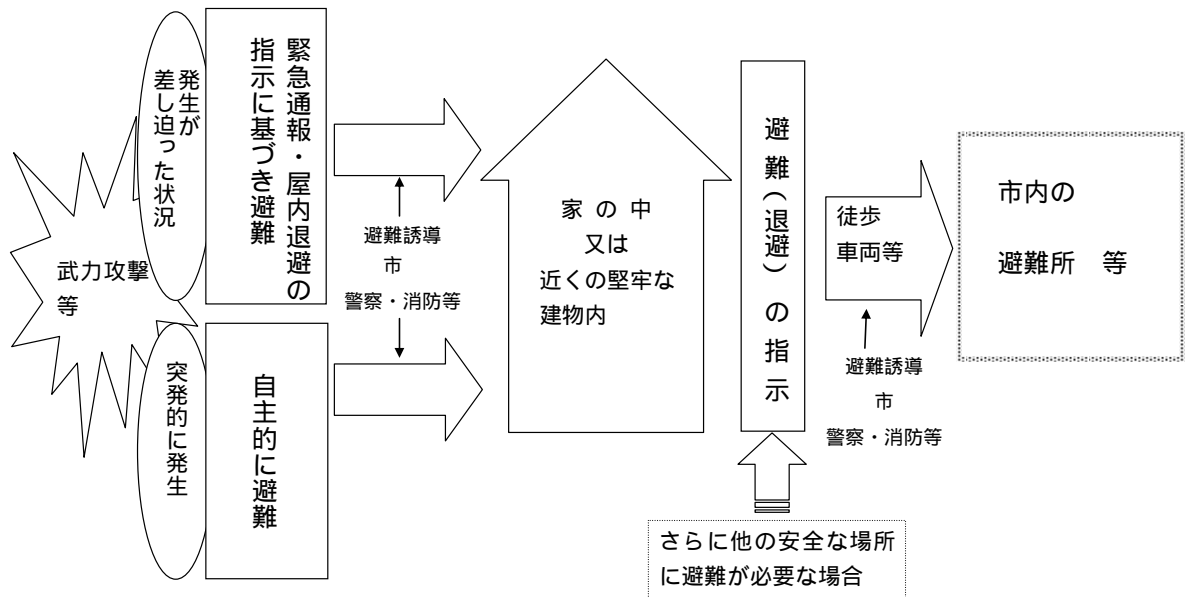 武力攻撃
等
発生が
差し迫った状況
緊急通報・屋内退避の
指示に基づき避難
突発的に発生
自主的に避難
避難誘導
市
警察・消防等
家の中
又は
近くの堅牢な
建物内
避難(退避)の指示
さらに他の安全な場所
に避難が必要な場合
徒歩
車両等
避難誘導
市
警察・消防等
市内の
避難所 等